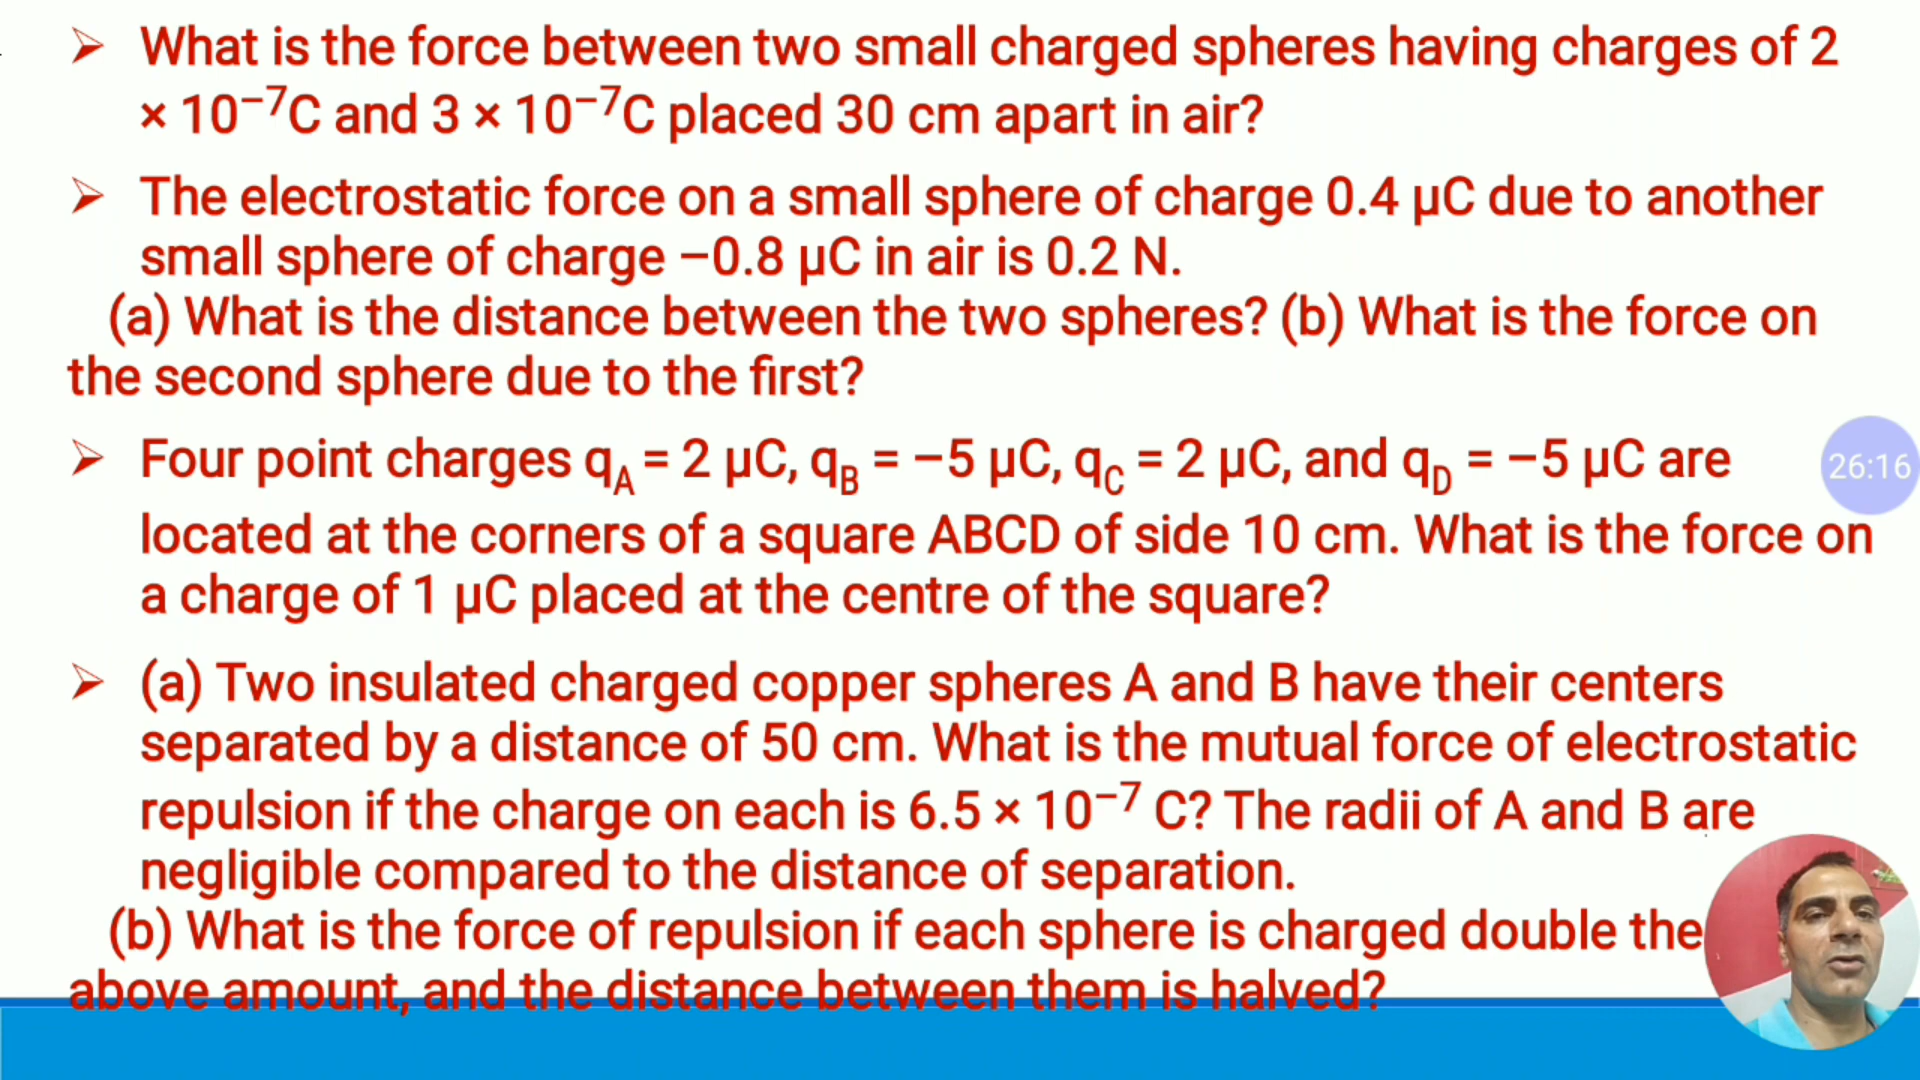 ➢ What is the force between two small charged spheres having charges of 2
× 10⁻⁷C and 3 × 10⁻⁷C placed 30 cm apart in air?
➢ The electrostatic force on a small sphere of charge 0.4 µC due to another
small sphere of charge −0.8 µC in air is 0.2 N.
(a) What is the distance between the two spheres? (b) What is the force on
the second sphere due to the first?
➢ Four point charges q_A = 2 µC, q_B = −5 µC, q_C = 2 µC, and q_D = −5 µC are
26:16
located at the corners of a square ABCD of side 10 cm. What is the force on
a charge of 1 µC placed at the centre of the square?
➢ (a) Two insulated charged copper spheres A and B have their centers
separated by a distance of 50 cm. What is the mutual force of electrostatic
repulsion if the charge on each is 6.5 × 10⁻⁷ C? The radii of A and B are
negligible compared to the distance of separation.
(b) What is the force of repulsion if each sphere is charged double the
above amount, and the distance between them is halved?